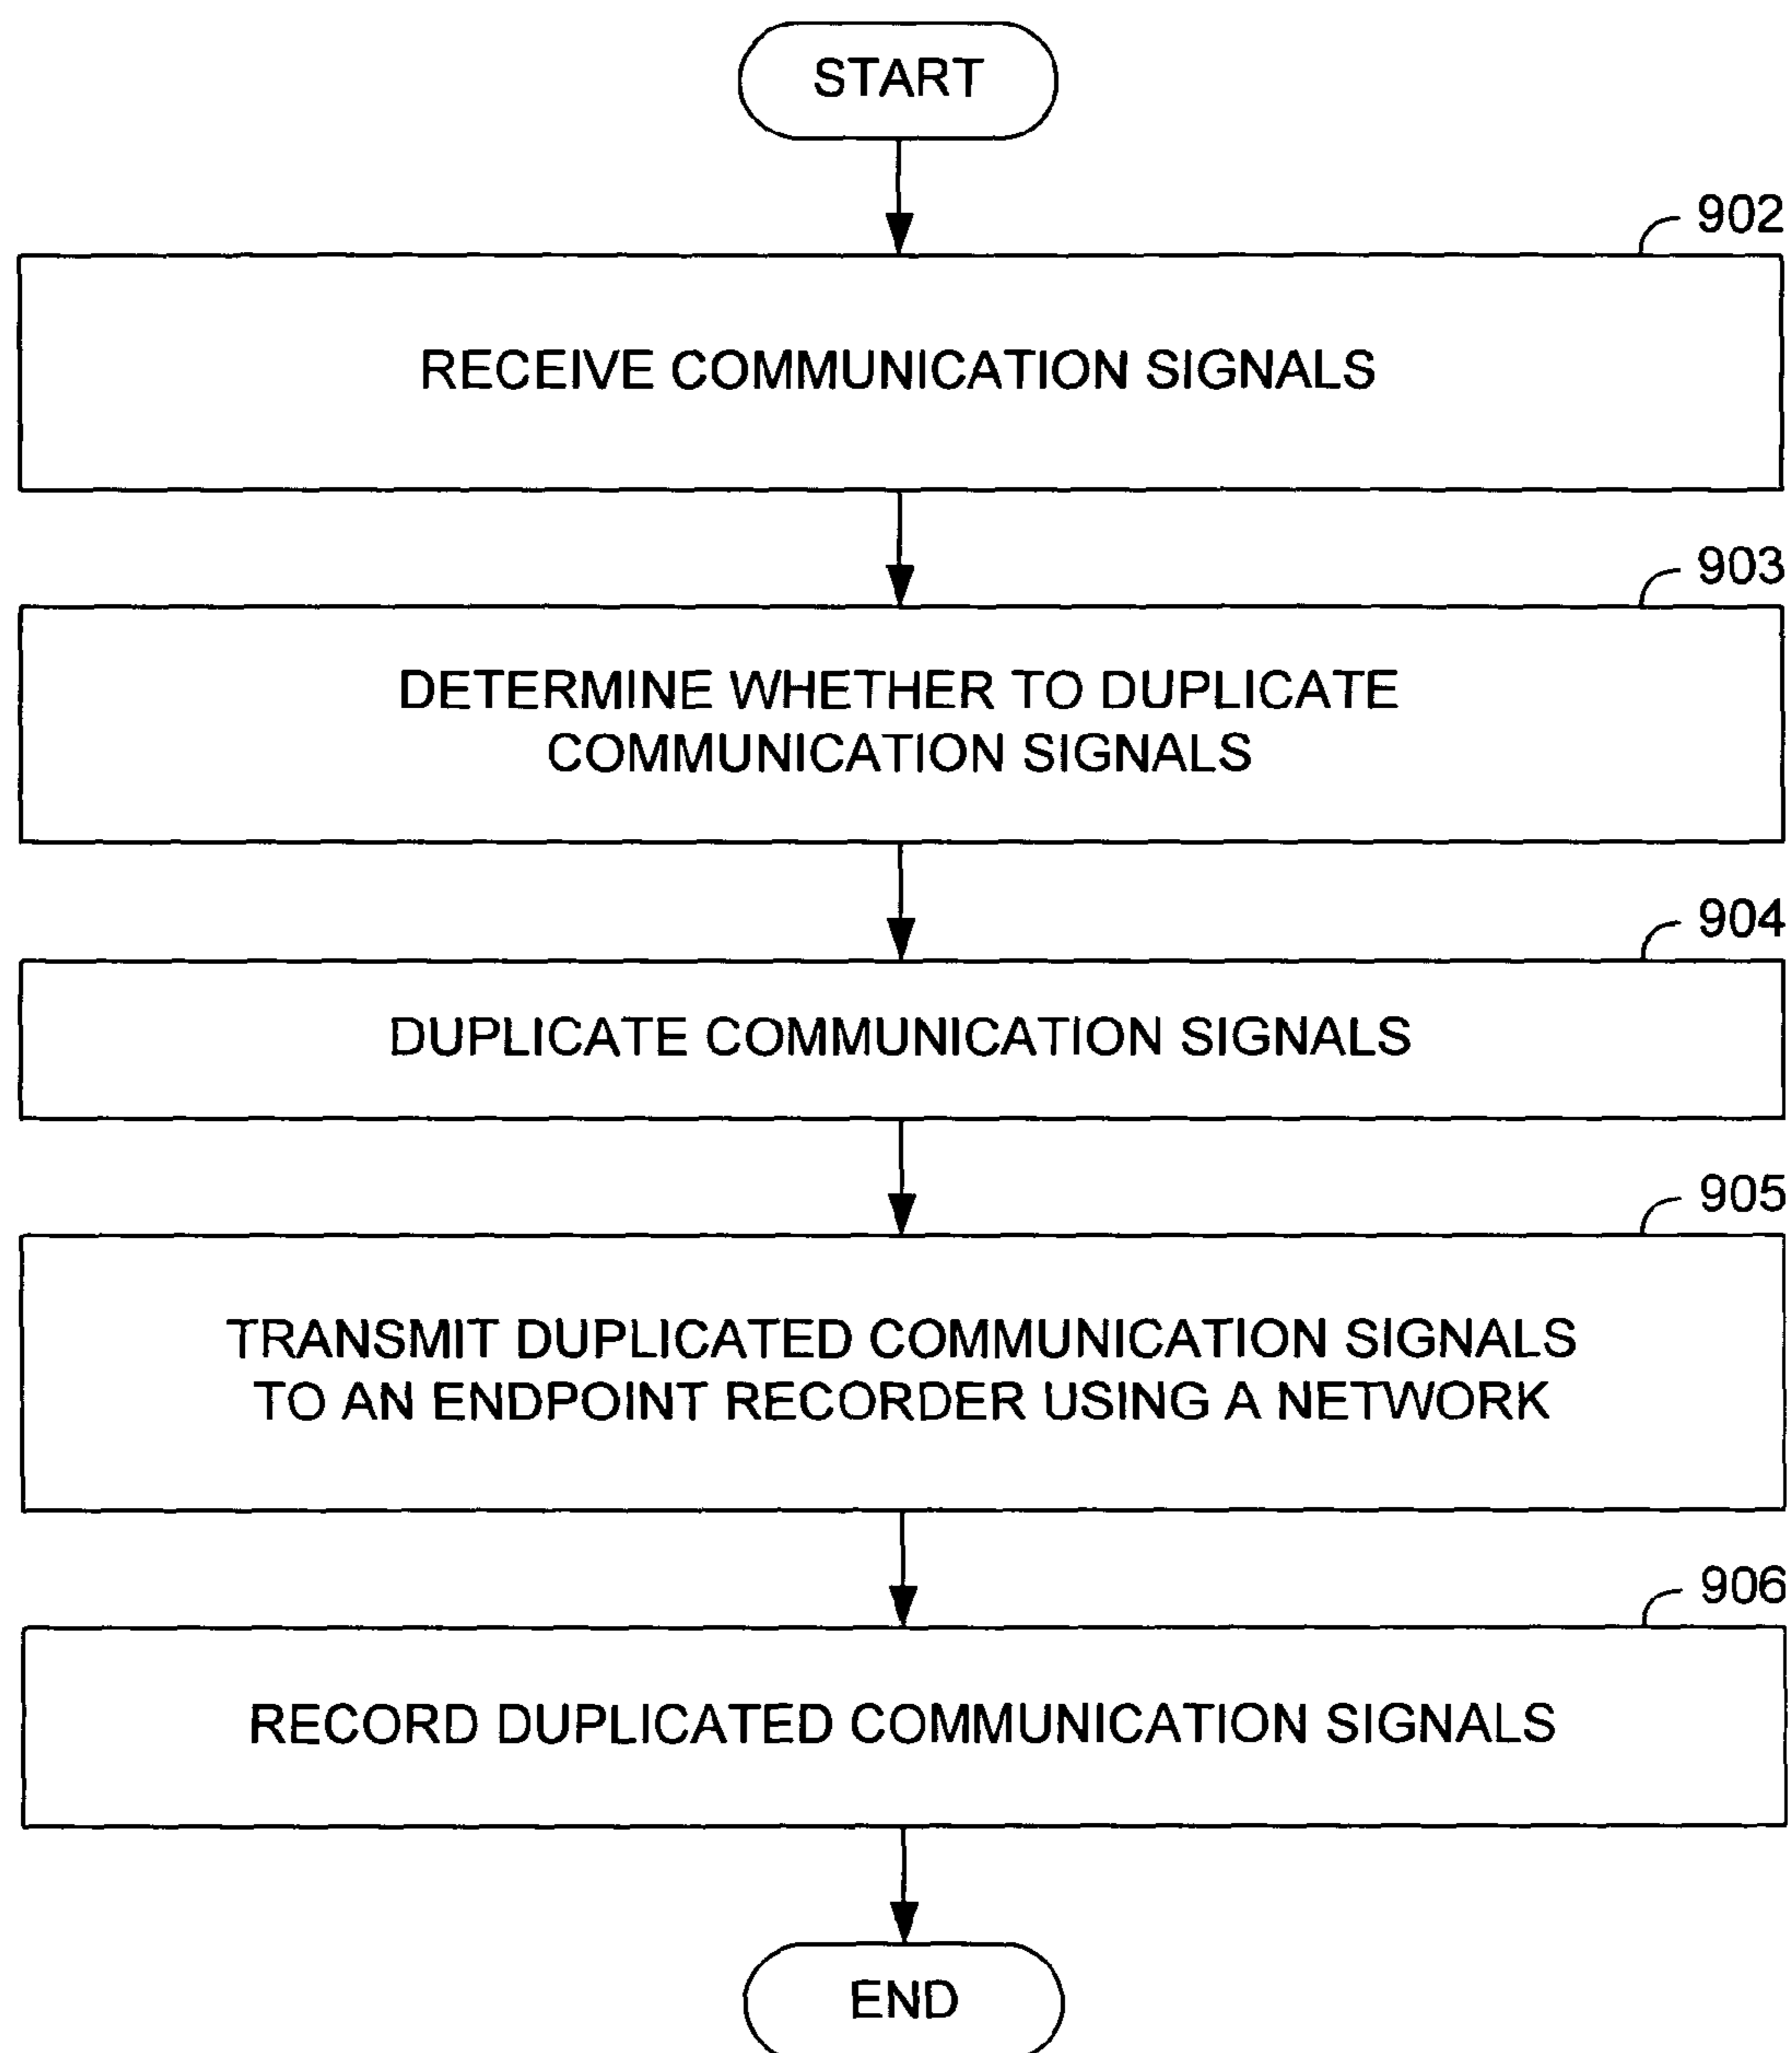 START
902
RECEIVE COMMUNICATION SIGNALS
903
DETERMINE WHETHER TO DUPLICATE
COMMUNICATION SIGNALS
904
DUPLICATE COMMUNICATION SIGNALS
905
TRANSMIT DUPLICATED COMMUNICATION SIGNALS
TO AN ENDPOINT RECORDER USING A NETWORK
906
RECORD DUPLICATED COMMUNICATION SIGNALS
END